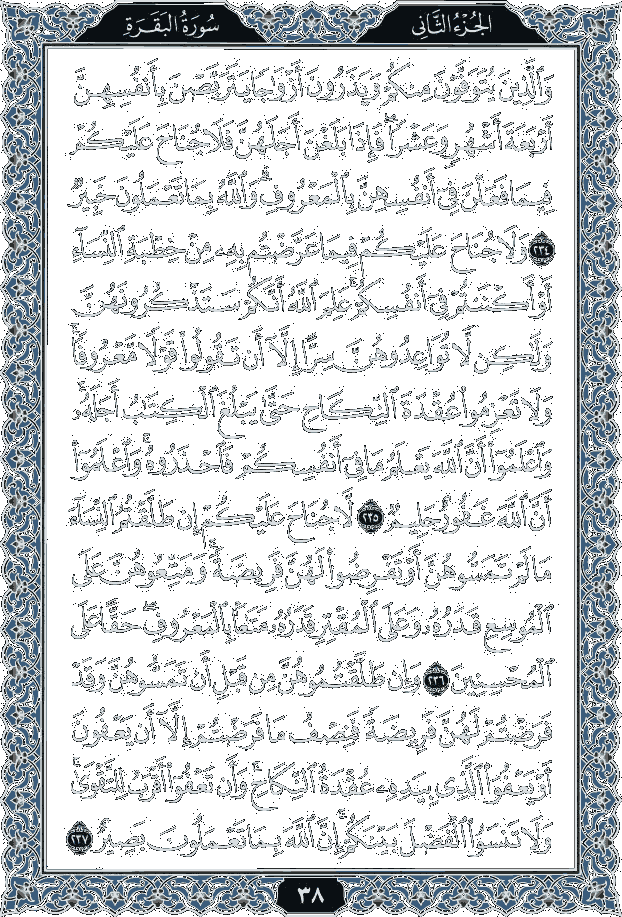 سُورَةُ البَقَرَةِ الجُزْءُ الثَّانِي
وَالَّذِينَ يُتَوَفَّوْنَ مِنكُمْ وَيَذَرُونَ أَزْوَاجًا يَتَرَبَّصْنَ بِأَنفُسِهِنَّ
أَرْبَعَةَ أَشْهُرٍ وَعَشْرًا ۖ فَإِذَا بَلَغْنَ أَجَلَهُنَّ فَلَا جُنَاحَ عَلَيْكُمْ
فِيمَا فَعَلْنَ فِي أَنفُسِهِنَّ بِالْمَعْرُوفِ ۗ وَاللَّهُ بِمَا تَعْمَلُونَ خَبِيرٌ
٢٣٤ وَلَا جُنَاحَ عَلَيْكُمْ فِيمَا عَرَّضْتُم بِهِ مِنْ خِطْبَةِ النِّسَاءِ
أَوْ أَكْنَنتُمْ فِي أَنفُسِكُمْ ۚ عَلِمَ اللَّهُ أَنَّكُمْ سَتَذْكُرُونَهُنَّ
وَلَٰكِن لَّا تُوَاعِدُوهُنَّ سِرًّا إِلَّا أَن تَقُولُوا قَوْلًا مَّعْرُوفًا ۚ
وَلَا تَعْزِمُوا عُقْدَةَ النِّكَاحِ حَتَّىٰ يَبْلُغَ الْكِتَابُ أَجَلَهُ ۚ
وَاعْلَمُوا أَنَّ اللَّهَ يَعْلَمُ مَا فِي أَنفُسِكُمْ فَاحْذَرُوهُ ۚ وَاعْلَمُوا
أَنَّ اللَّهَ غَفُورٌ حَلِيمٌ ٢٣٥ لَّا جُنَاحَ عَلَيْكُمْ إِن طَلَّقْتُمُ النِّسَاءَ
مَا لَمْ تَمَسُّوهُنَّ أَوْ تَفْرِضُوا لَهُنَّ فَرِيضَةً ۚ وَمَتِّعُوهُنَّ عَلَى
الْمُوسِعِ قَدَرُهُ وَعَلَى الْمُقْتِرِ قَدَرُهُ مَتَاعًا بِالْمَعْرُوفِ ۖ حَقًّا عَلَى
الْمُحْسِنِينَ ٢٣٦ وَإِن طَلَّقْتُمُوهُنَّ مِن قَبْلِ أَن تَمَسُّوهُنَّ وَقَدْ
فَرَضْتُمْ لَهُنَّ فَرِيضَةً فَنِصْفُ مَا فَرَضْتُمْ إِلَّا أَن يَعْفُونَ
أَوْ يَعْفُوَا الَّذِي بِيَدِهِ عُقْدَةُ النِّكَاحِ ۚ وَأَن تَعْفُوا أَقْرَبُ لِلتَّقْوَىٰ ۚ
وَلَا تَنسَوُا الْفَضْلَ بَيْنَكُمْ ۚ إِنَّ اللَّهَ بِمَا تَعْمَلُونَ بَصِيرٌ ٢٣٧
٣٨